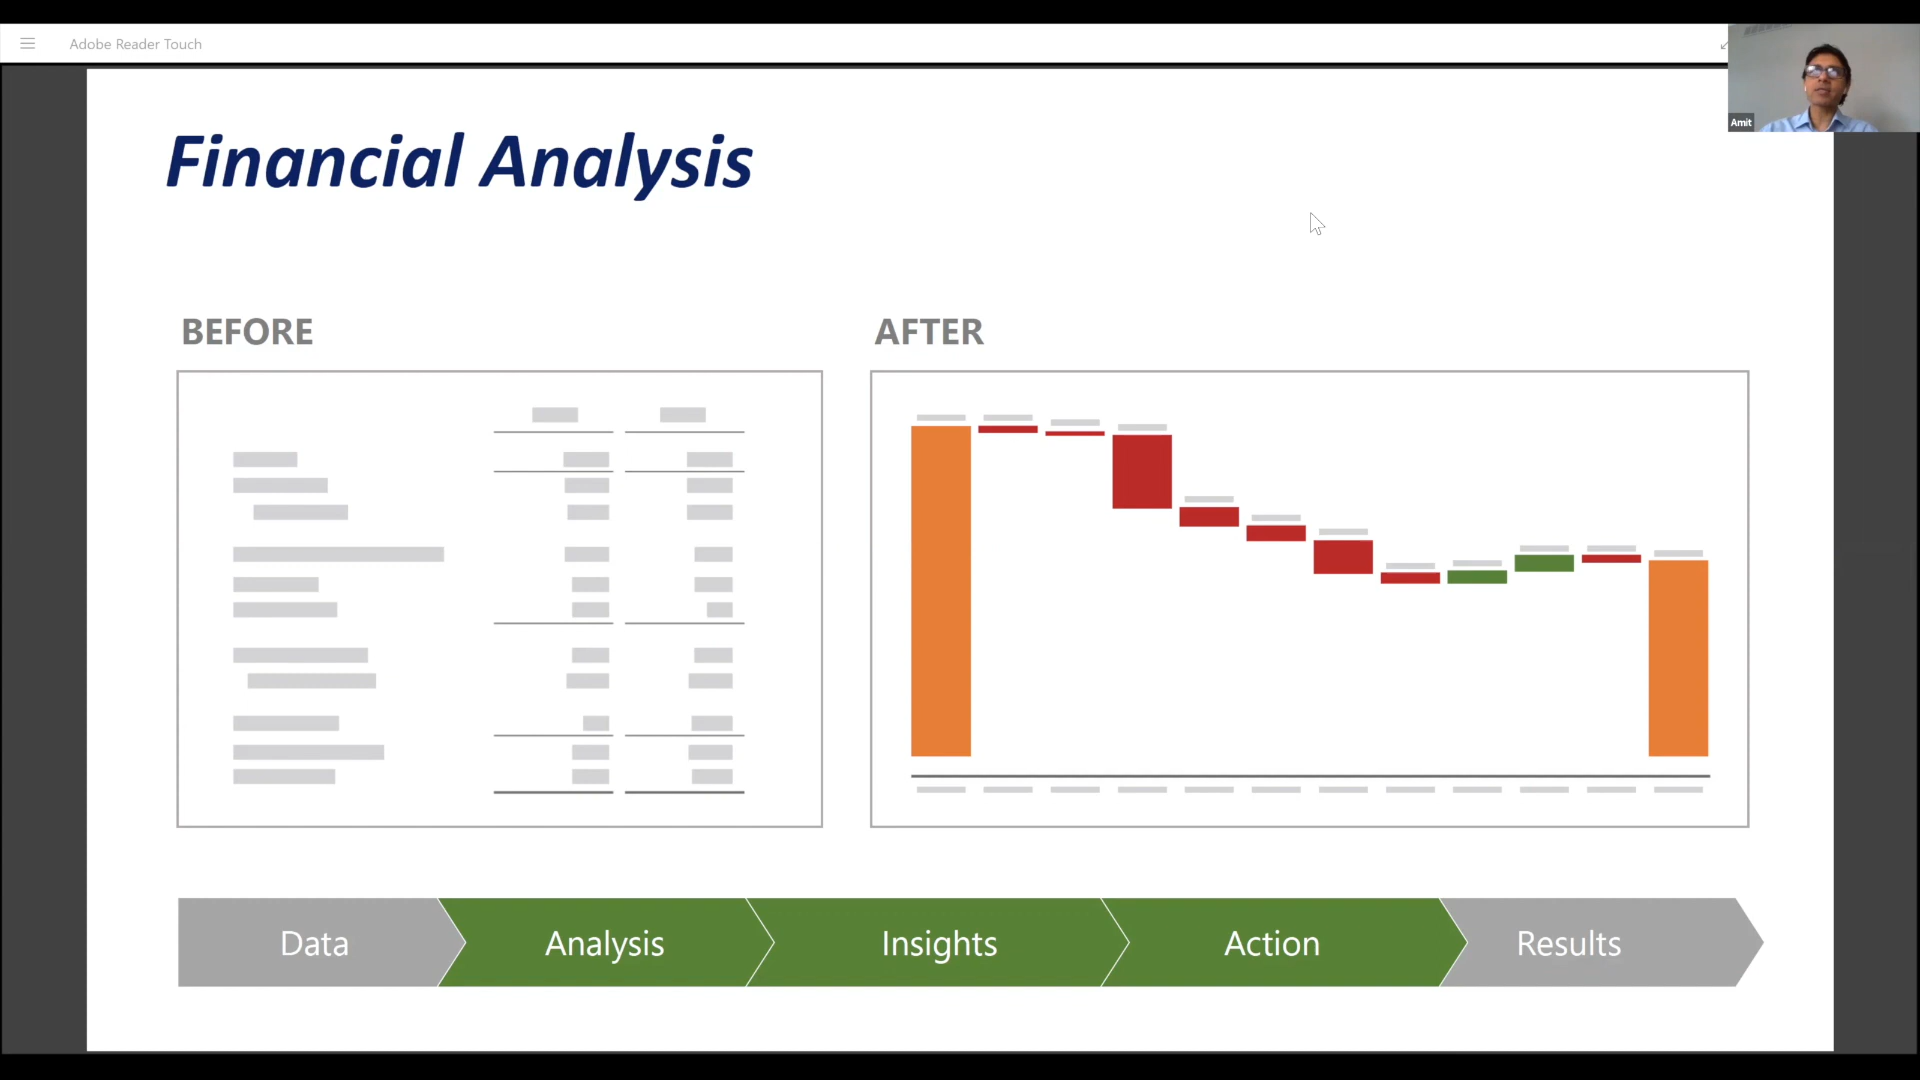 Adobe Reader Touch
Amit
Financial Analysis
BEFORE
AFTER
Data
Analysis
Insights
Action
Results